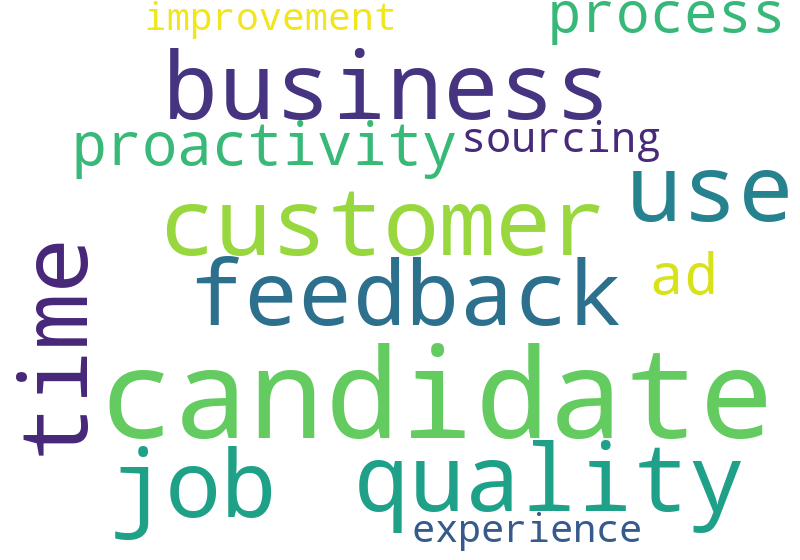 improvement
process
business
proactivity
sourcing
use
customer
ad
feedback
time
candidate
job
quality
experience